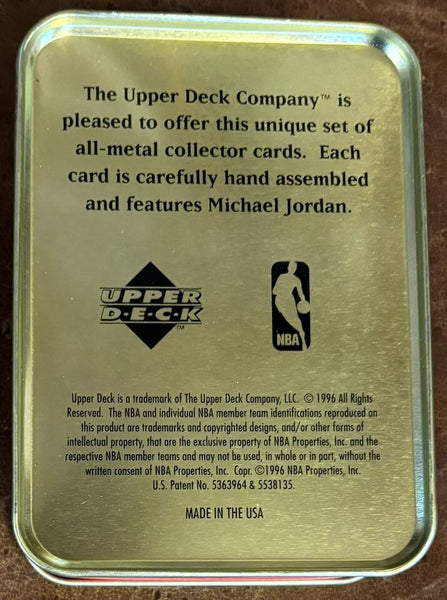 The Upper Deck Company™ is
pleased to offer this unique set of
all-metal collector cards. Each
card is carefully hand assembled
and features Michael Jordan.
UPPER
D·E·C·K™
NBA
Upper Deck is a trademark of The Upper Deck Company, LLC. © 1996 All Rights
Reserved. The NBA and individual NBA member team identifications reproduced on
this product are trademarks and copyrighted designs, and/or other forms of
intellectual property, that are the exclusive property of NBA Properties, Inc. and the
respective NBA member teams and may not be used, in whole or in part, without the
written consent of NBA Properties, Inc. Copr. ©1996 NBA Properties, Inc.
U.S. Patent No. 5363964 & 5538135.
MADE IN THE USA